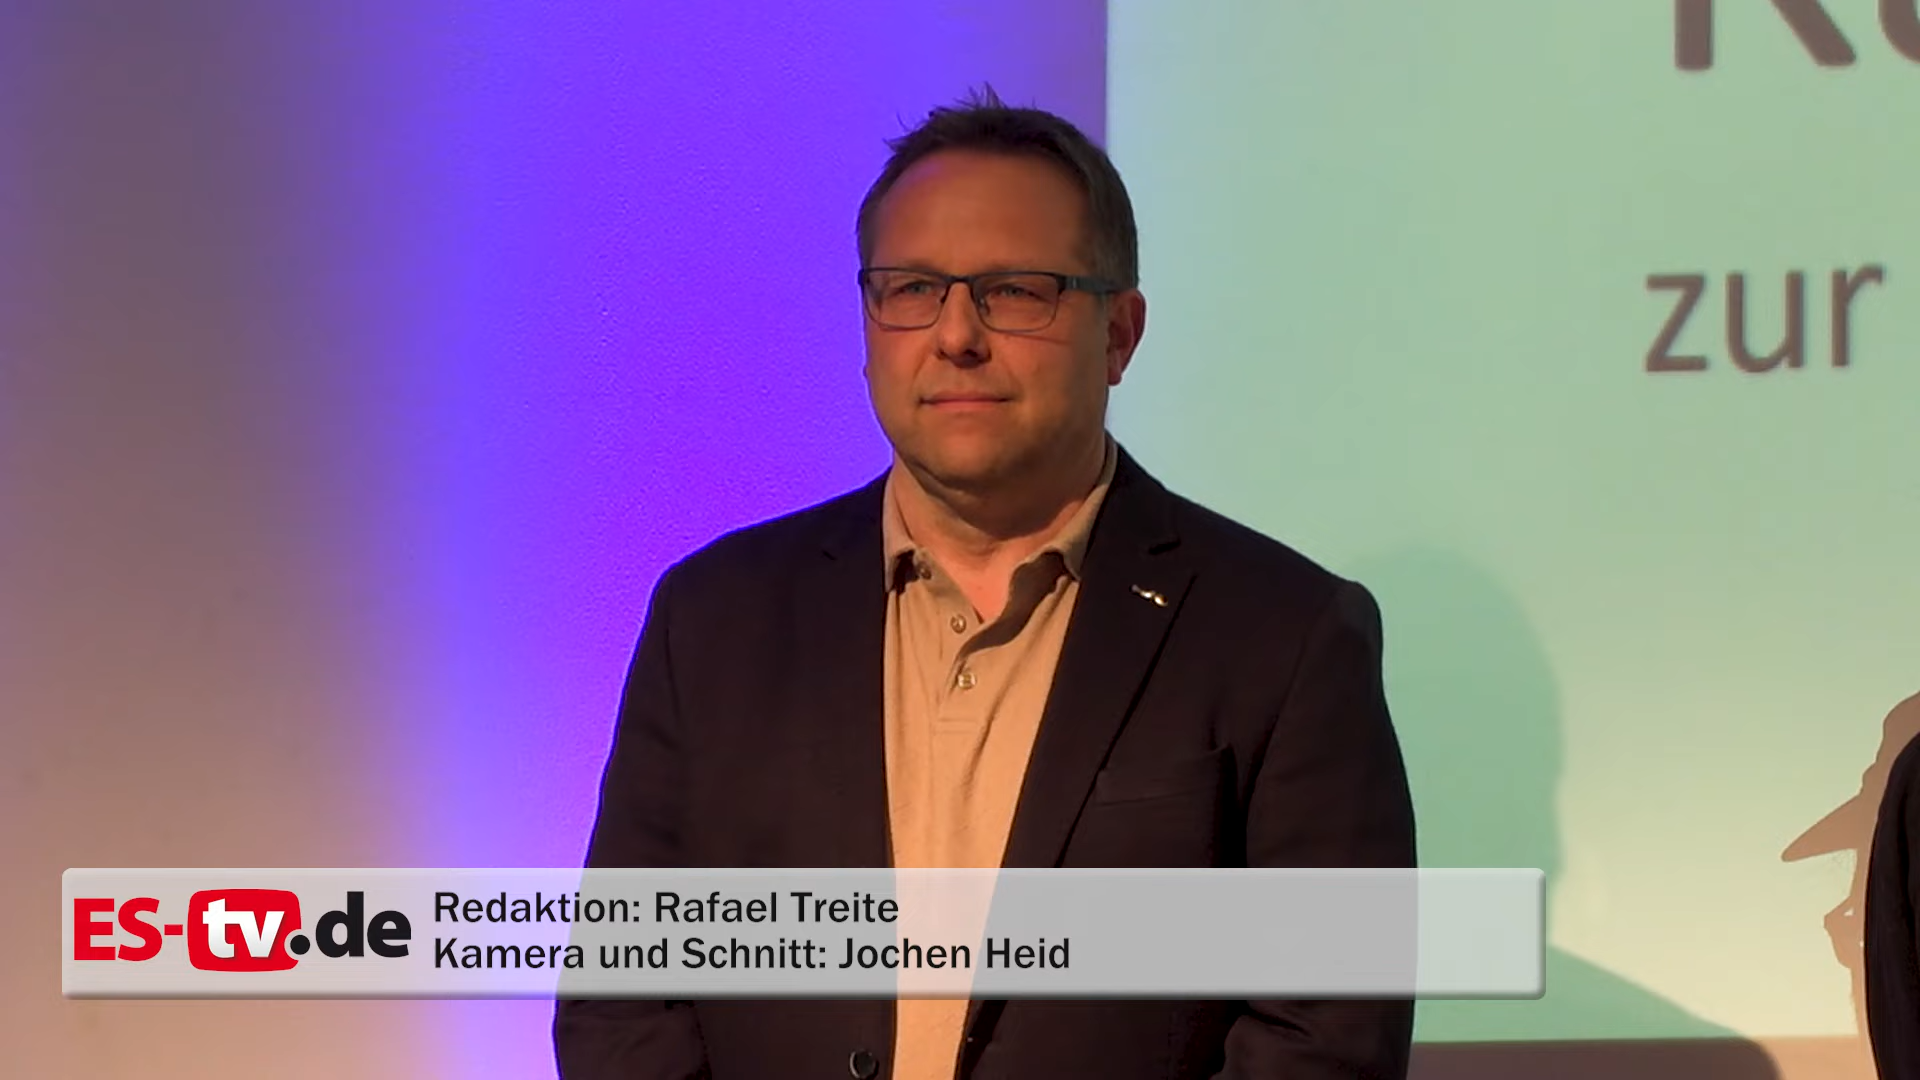 zur
ES-tv.de
Redaktion: Rafael Treite
Kamera und Schnitt: Jochen Heid